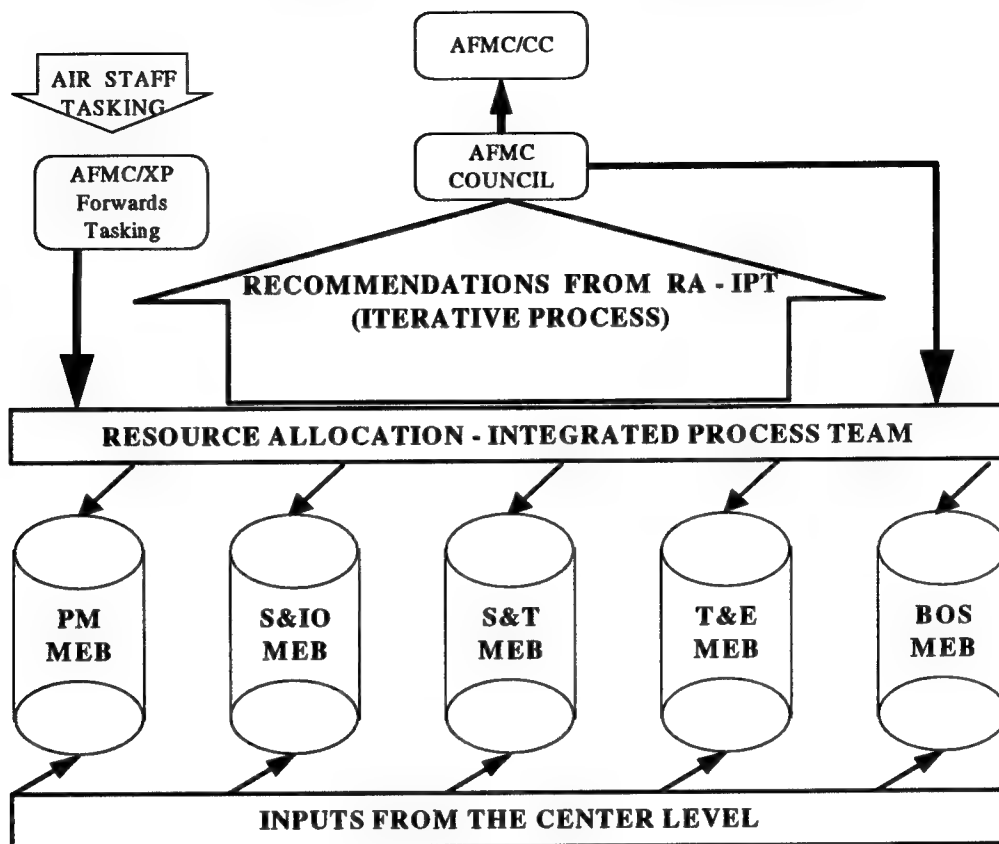 AFMC/CC
AIR STAFF
TASKING
AFMC
COUNCIL
AFMC/XP
Forwards
Tasking
RECOMMENDATIONS FROM RA - IPT
(ITERATIVE PROCESS)
RESOURCE ALLOCATION - INTEGRATED PROCESS TEAM
PM
MEB
S&IO
MEB
S&T
MEB
T&E
MEB
BOS
MEB
INPUTS FROM THE CENTER LEVEL